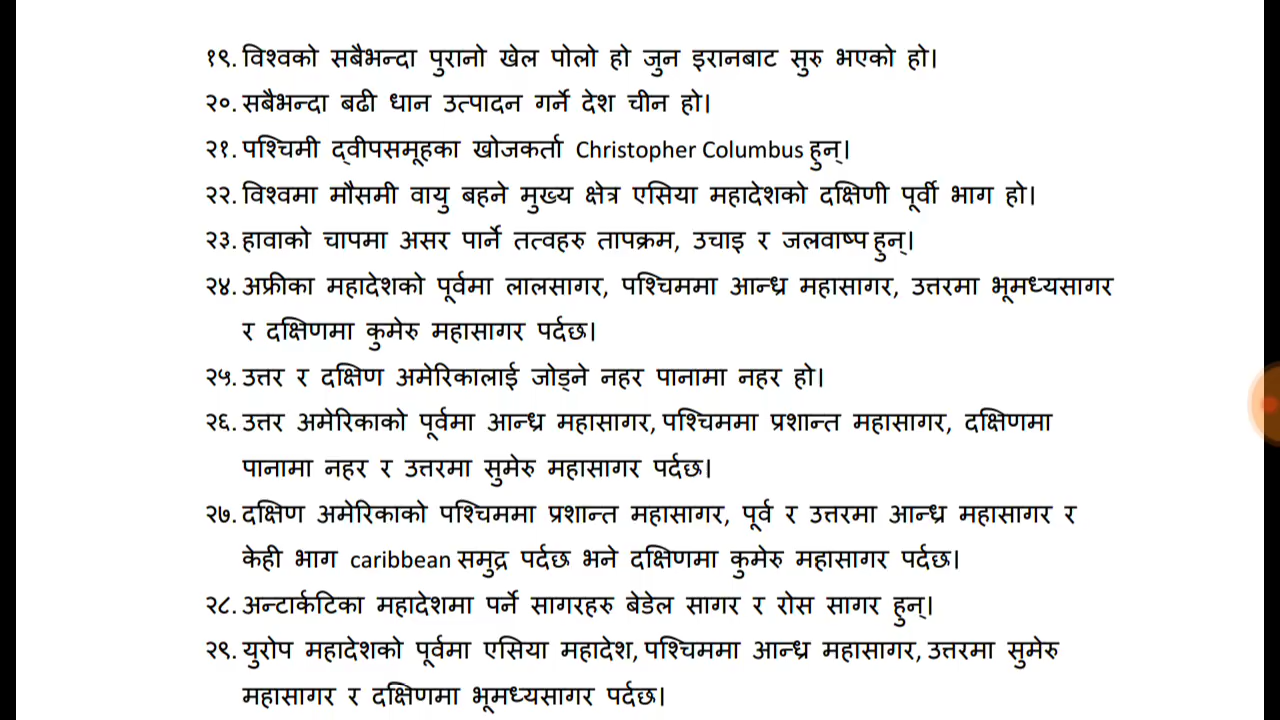 १९. विश्वको सबैभन्दा पुरानो खेल पोलो हो जुन इरानबाट सुरु भएको हो।
२०. सबैभन्दा बढी धान उत्पादन गर्ने देश चीन हो।
२१. पश्चिमी द्वीपसमूहका खोजकर्ता Christopher Columbus हुन्।
२२. विश्वमा मौसमी वायु बहने मुख्य क्षेत्र एसिया महादेशको दक्षिणी पूर्वी भाग हो।
२३. हावाको चापमा असर पार्ने तत्वहरु तापक्रम, उचाइ र जलवाष्प हुन्।
२४. अफ्रीका महादेशको पूर्वमा लालसागर, पश्चिममा आन्ध्र महासागर, उत्तरमा भूमध्यसागर
र दक्षिणमा कुमेरु महासागर पर्दछ।
२५. उत्तर र दक्षिण अमेरिकालाई जोड्ने नहर पानामा नहर हो।
२६. उत्तर अमेरिकाको पूर्वमा आन्ध्र महासागर, पश्चिममा प्रशान्त महासागर, दक्षिणमा
पानामा नहर र उत्तरमा सुमेरु महासागर पर्दछ।
२७. दक्षिण अमेरिकाको पश्चिममा प्रशान्त महासागर, पूर्व र उत्तरमा आन्ध्र महासागर र
केही भाग caribbean समुद्र पर्दछ भने दक्षिणमा कुमेरु महासागर पर्दछ।
२८. अन्टार्कटिका महादेशमा पर्ने सागरहरु बेडेल सागर र रोस सागर हुन्।
२९. युरोप महादेशको पूर्वमा एसिया महादेश, पश्चिममा आन्ध्र महासागर, उत्तरमा सुमेरु
महासागर र दक्षिणमा भूमध्यसागर पर्दछ।